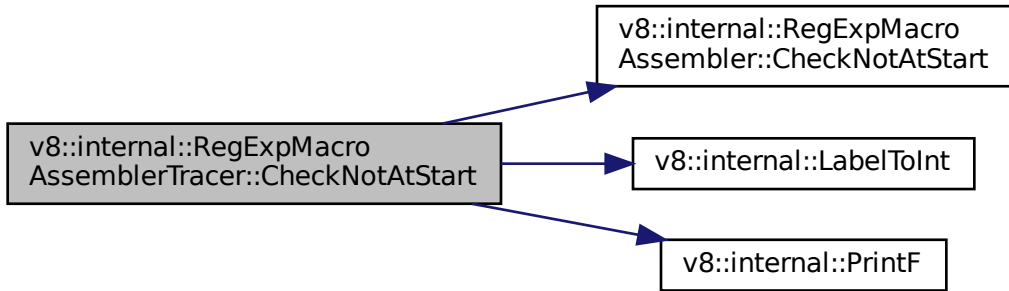 v8::internal::RegExpMacro
AssemblerTracer::CheckNotAtStart
v8::internal::RegExpMacro
Assembler::CheckNotAtStart
v8::internal::LabelToInt
v8::internal::PrintF